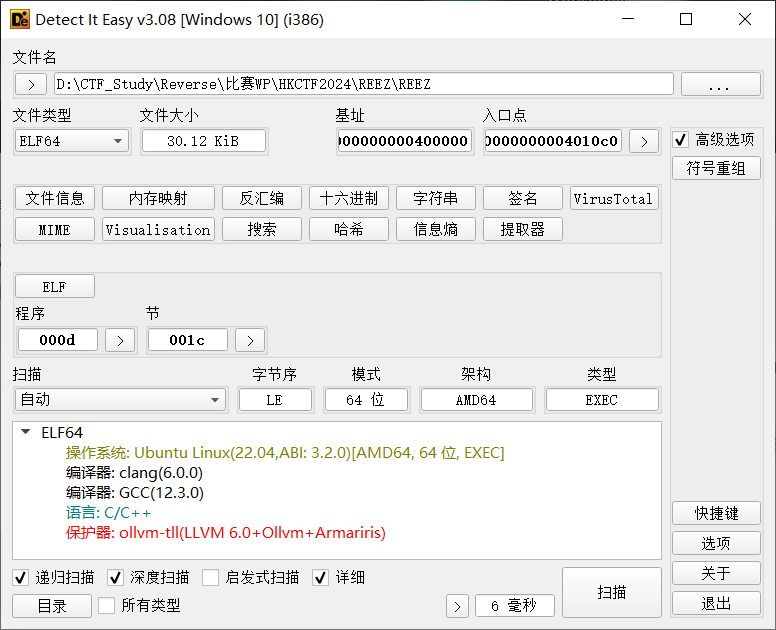 Detect It Easy v3.08 [Windows 10] (i386)
文件名
> D:\CTF_Study\Reverse\比赛WP\HKCTF2024\REEZ\REEZ ...
文件类型 文件大小 基址 入口点
ELF64 30.12 KiB 000000000400000 0000000004010c0 > 高级选项
符号重组
文件信息 内存映射 反汇编 十六进制 字符串 签名 VirusTotal
MIME Visualisation 搜索 哈希 信息熵 提取器
ELF
程序 节
000d > 001c >
扫描 字节序 模式 架构 类型
自动 LE 64 位 AMD64 EXEC
ELF64
操作系统: Ubuntu Linux(22.04,ABI: 3.2.0)[AMD64, 64 位, EXEC]
编译器: clang(6.0.0)
编译器: GCC(12.3.0)
语言: C/C++
保护器: ollvm-tll(LLVM 6.0+Ollvm+Armariris)
快捷键
选项
关于
退出
递归扫描 深度扫描 启发式扫描 详细
目录 所有类型 > 6 毫秒 扫描